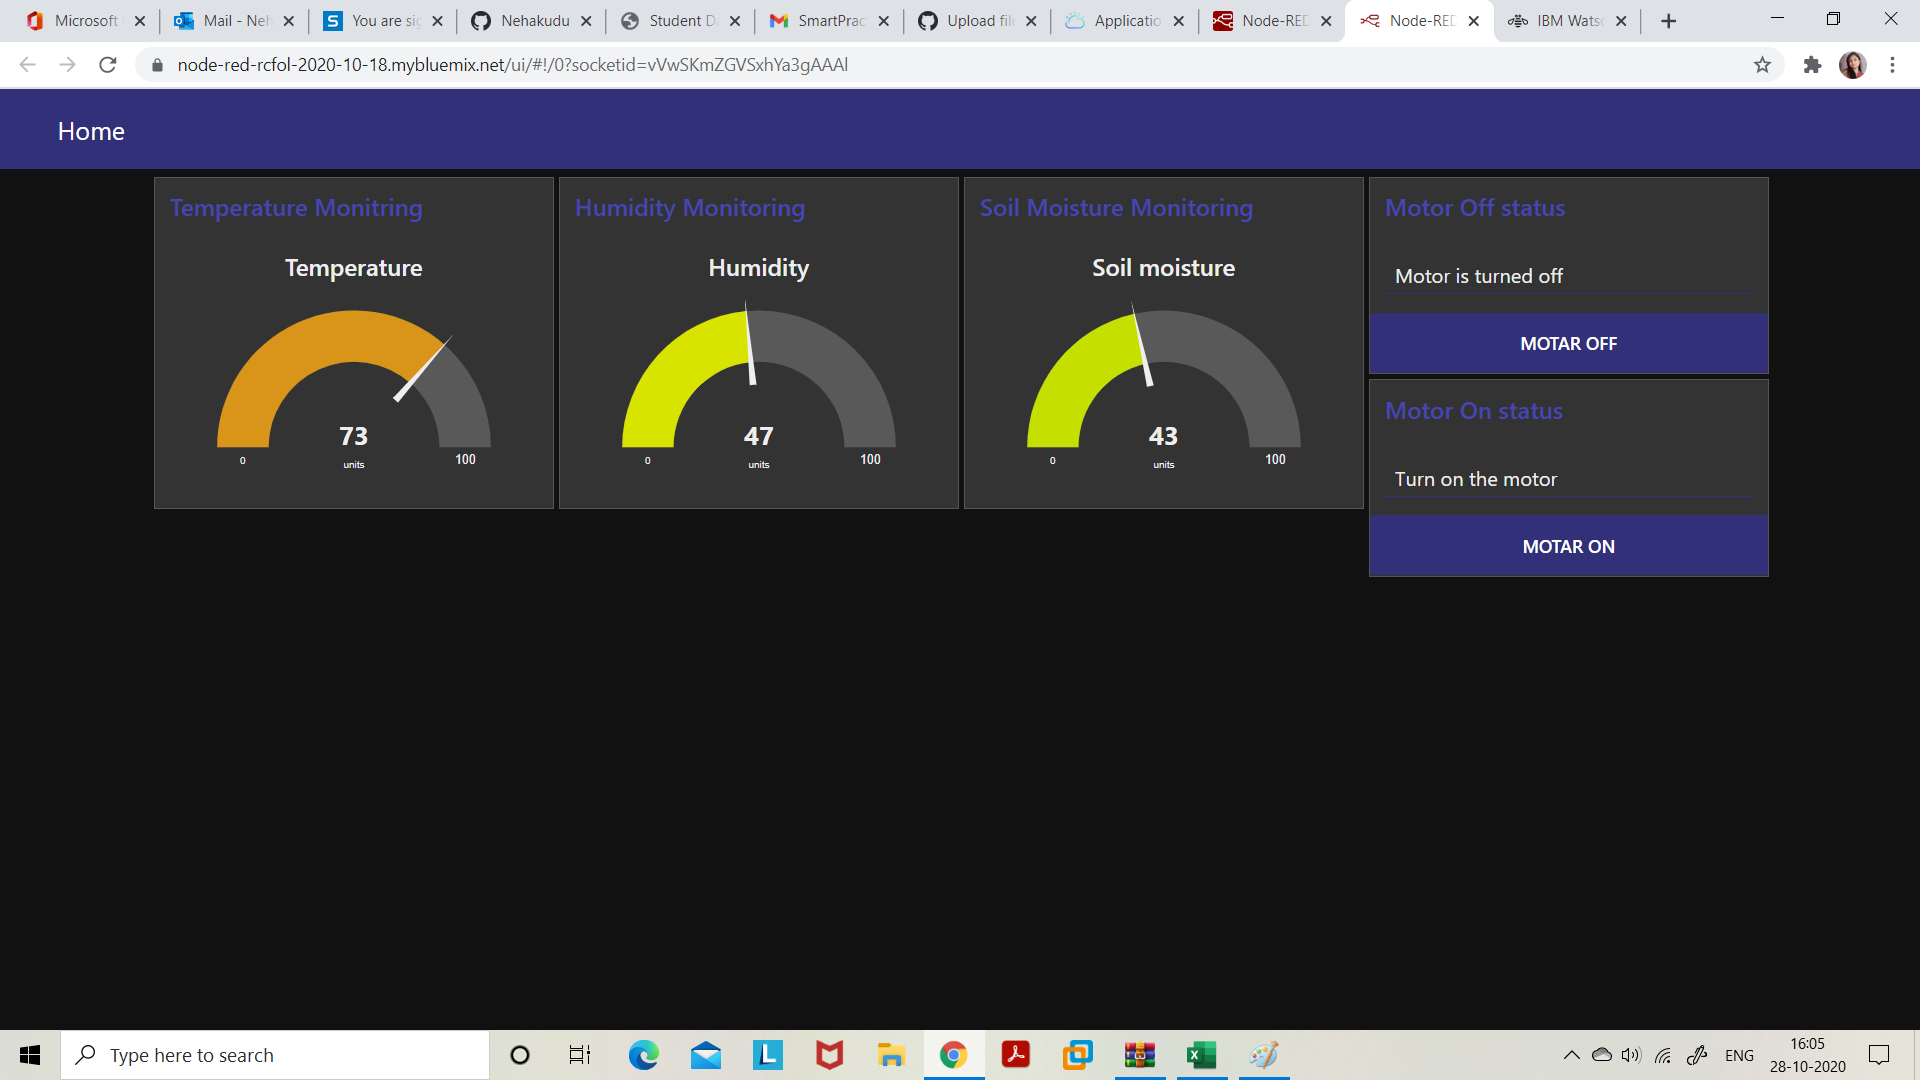 Microsoft
Mail - Neh
You are sig
Nehakudu
Student D
SmartPrac
Upload file
Applicatio
Node-RED
Node-RED
IBM Wats
node-red-rcfol-2020-10-18.mybluemix.net/ui/#!/0?socketid=vVwSKmZGVSxhYa3gAAAl
Home
Temperature Monitring
Temperature
73
units
0
100
Humidity Monitoring
Humidity
47
units
0
100
Soil Moisture Monitoring
Soil moisture
43
units
0
100
Motor Off status
Motor is turned off
MOTAR OFF
Motor On status
Turn on the motor
MOTAR ON
Type here to search
ENG
16:05
28-10-2020